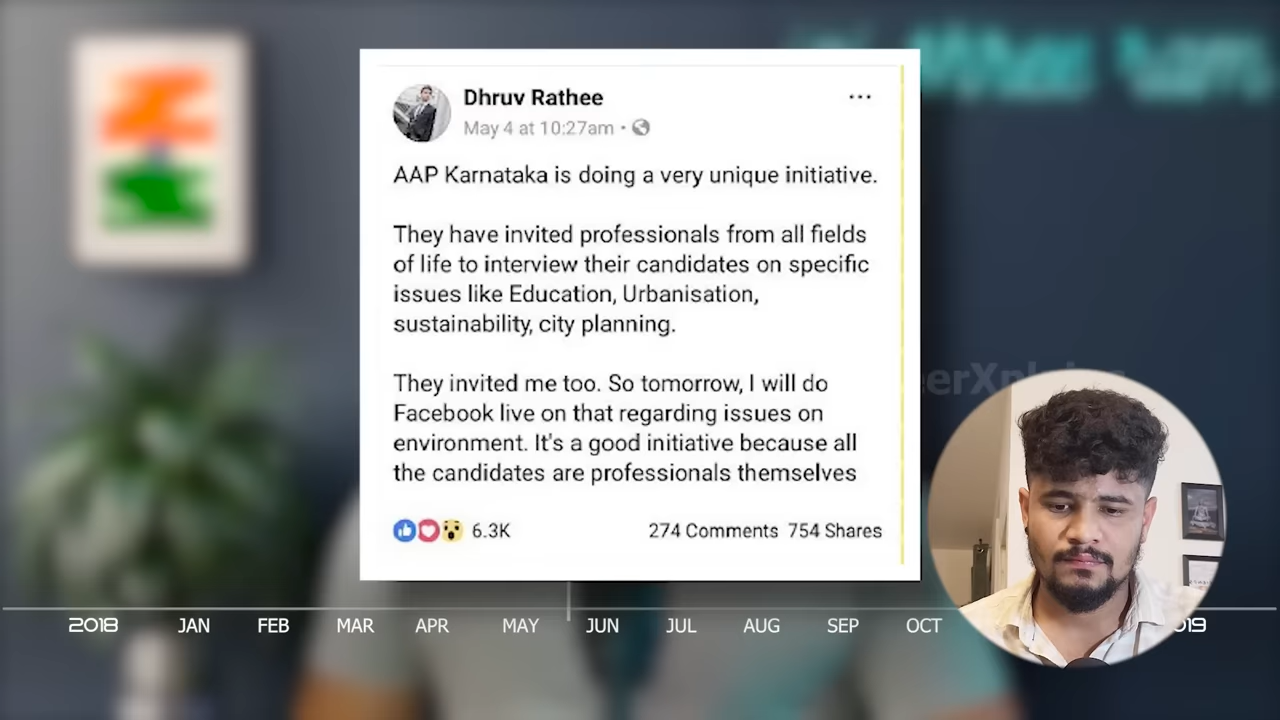 Dhruv Rathee
May 4 at 10:27am
AAP Karnataka is doing a very unique initiative.
They have invited professionals from all fields
of life to interview their candidates on specific
issues like Education, Urbanisation,
sustainability, city planning.
They invited me too. So tomorrow, I will do
Facebook live on that regarding issues on
environment. It's a good initiative because all
the candidates are professionals themselves
6.3K 274 Comments 754 Shares
2018 JAN FEB MAR APR MAY JUN JUL AUG SEP OCT 19